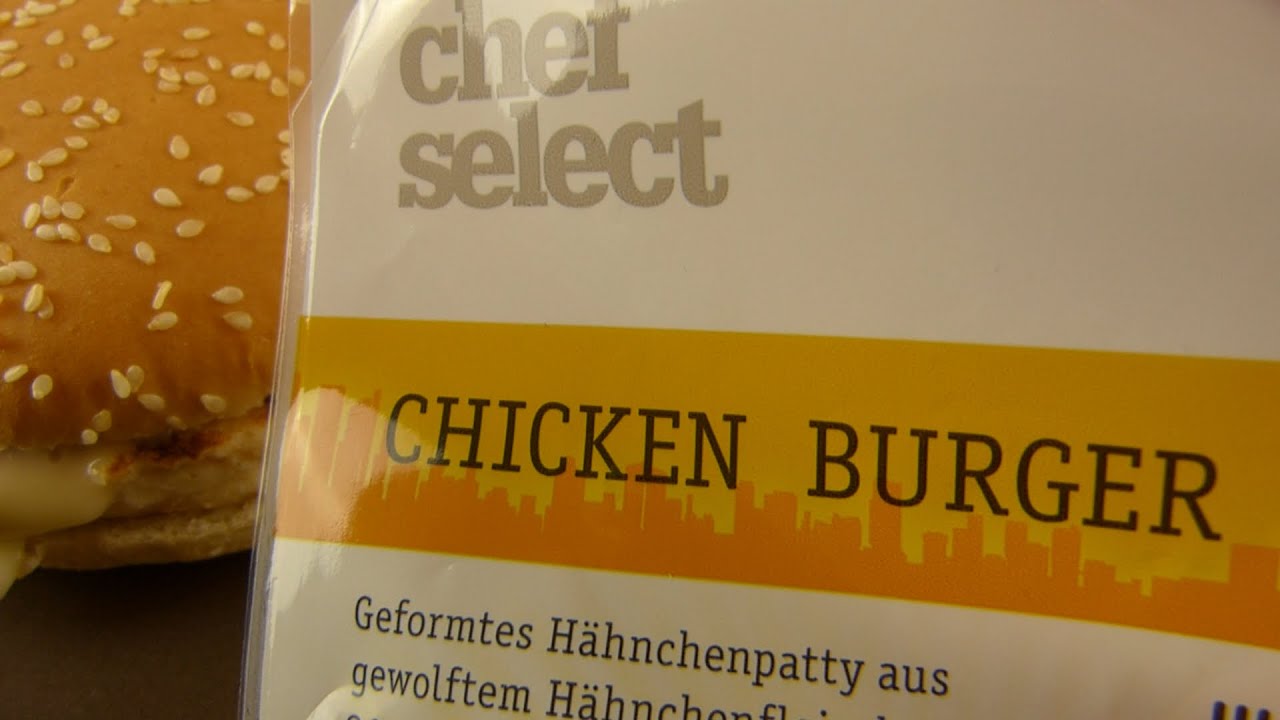 chef
select
CHICKEN BURGER
Geformtes Hähnchenpatty aus
gewolftem